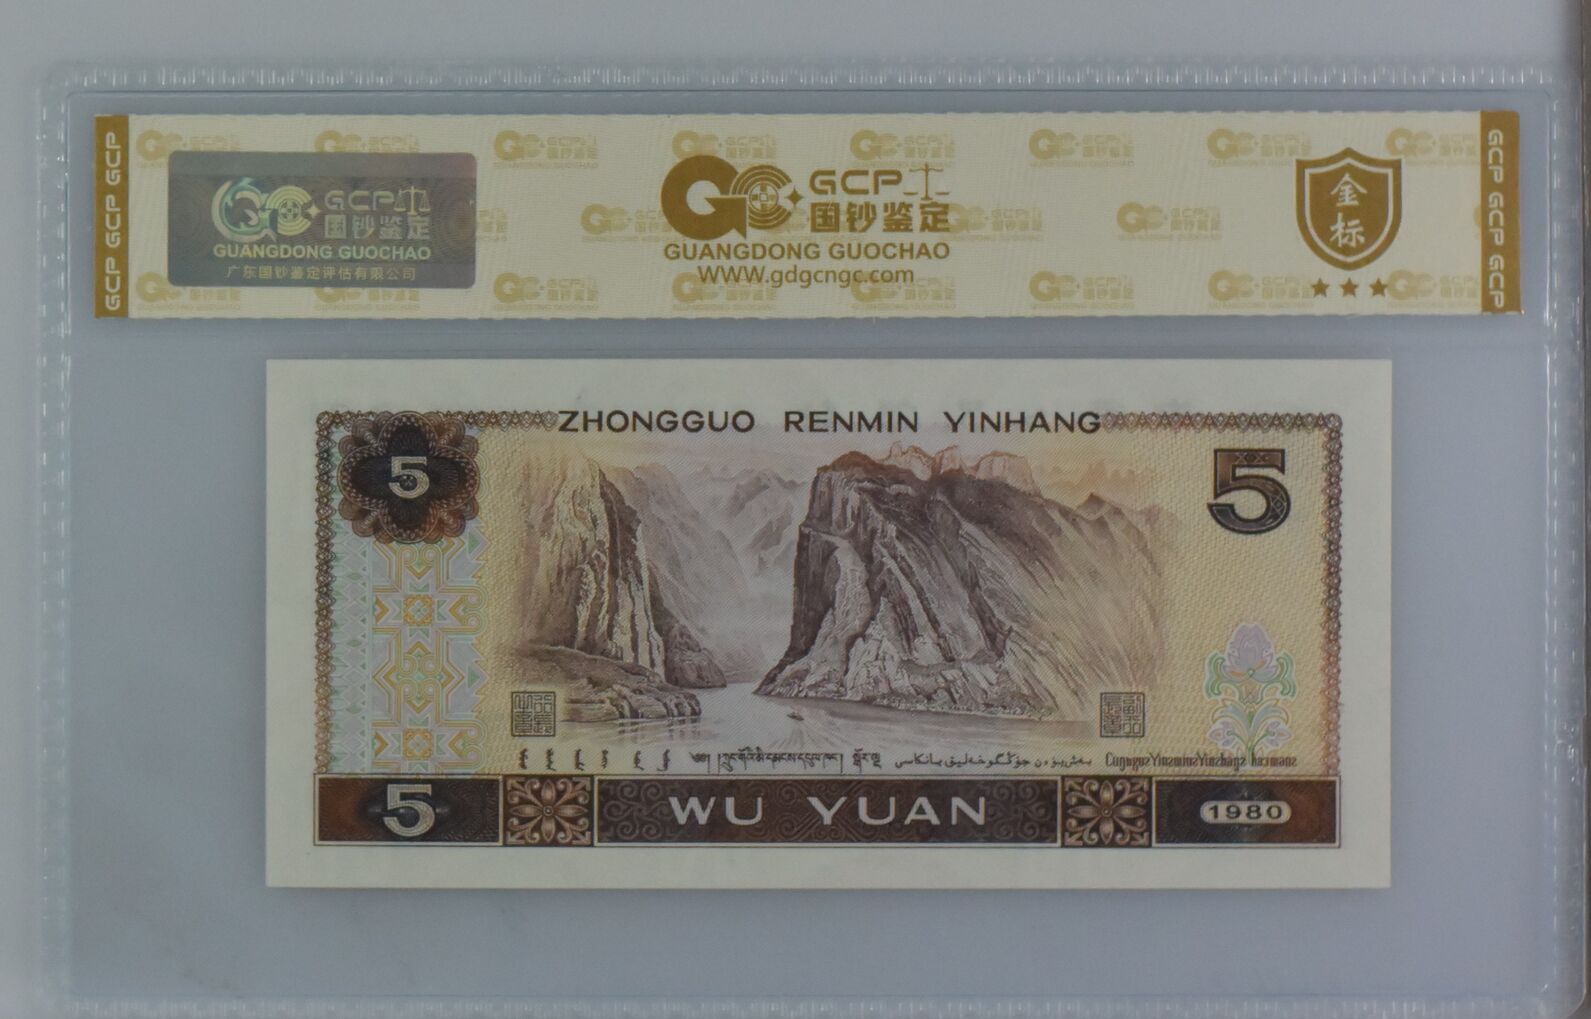 GCP GCP GCP
GCP
国钞鉴定
GUANGDONG GUOCHAO
广东国钞鉴定评估有限公司
GCP
国钞鉴定
GUANGDONG GUOCHAO
WWW.gdgcngc.com
金
标
GCP GCP GCP
ZHONGGUO RENMIN YINHANG
5
5
5
WU YUAN
1980